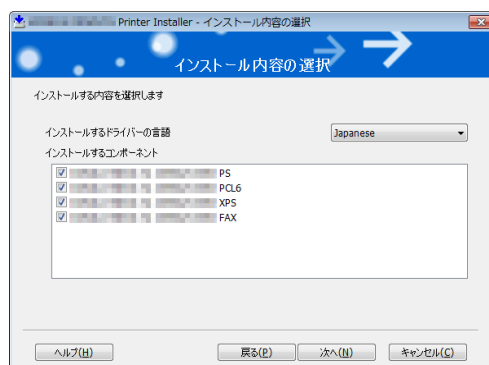 Printer Installer - インストール内容の選択
インストール内容の選択
インストールする内容を選択します
インストールするドライバーの言語 Japanese
インストールするコンポーネント
PS
PCL6
XPS
FAX
ヘルプ(H) 戻る(P) 次へ(N) キャンセル(C)